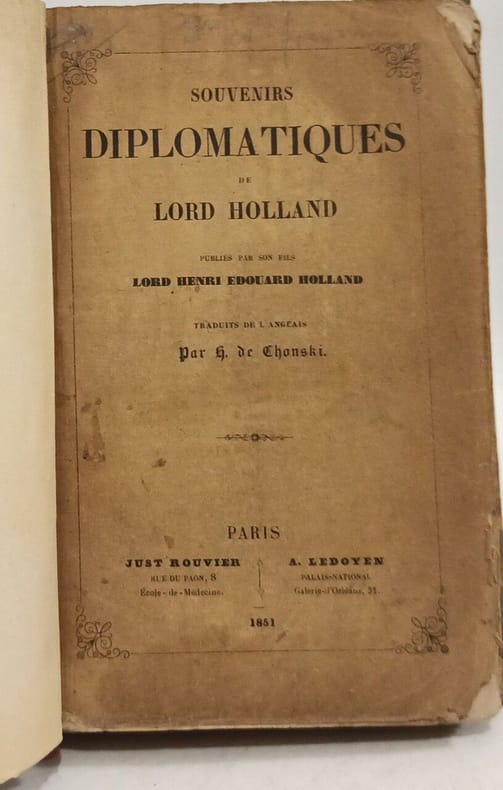 SOUVENIRS
DIPLOMATIQUES
DE
LORD HOLLAND
PUBLIÉS PAR SON FILS
LORD HENRI EDOUARD HOLLAND
TRADUITS DE L'ANGLAIS
Par H. de Chonski.
PARIS
JUST ROUVIER
RUE DU PAON, 8
École-de-Médecine.
A. LEDOYEN
PALAIS-NATIONAL
Galerie-d'Orléans, 31.
1851